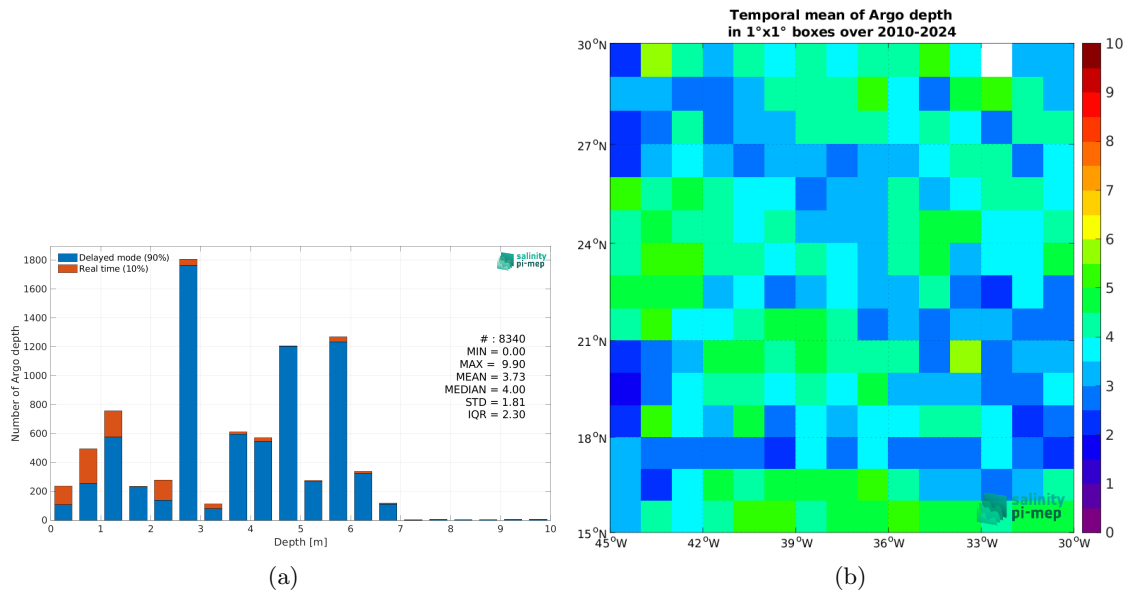 Delayed mode (90%)
Real time (10%)
salinity
pi-mep
# : 8340
MIN = 0.00
MAX = 9.90
MEAN = 3.73
MEDIAN = 4.00
STD = 1.81
IQR = 2.30
Number of Argo depth
1800
1600
1400
1200
1000
800
600
400
200
0
0 1 2 3 4 5 6 7 8 9 10
Depth [m]
(a)
Temporal mean of Argo depth
in 1°x1° boxes over 2010-2024
30°N
27°N
24°N
21°N
18°N
15°N
45°W 42°W 39°W 36°W 33°W 30°W
salinity
pi-mep
10
9
8
7
6
5
4
3
2
1
0
(b)